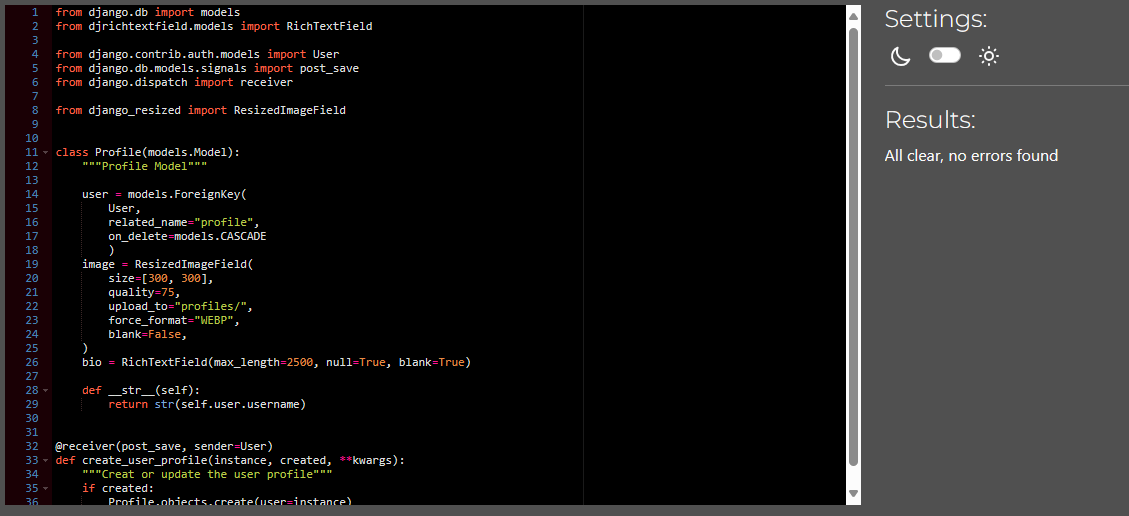 1 from django.db import models
2 from djrichtextfield.models import RichTextField
3
4 from django.contrib.auth.models import User
5 from django.db.models.signals import post_save
6 from django.dispatch import receiver
7
8 from django_resized import ResizedImageField
9
10
11 class Profile(models.Model):
12     """Profile Model"""
13
14     user = models.ForeignKey(
15         User,
16         related_name="profile",
17         on_delete=models.CASCADE
18         )
19     image = ResizedImageField(
20         size=[300, 300],
21         quality=75,
22         upload_to="profiles/",
23         force_format="WEBP",
24         blank=False,
25     )
26     bio = RichTextField(max_length=2500, null=True, blank=True)
27
28     def __str__(self):
29         return str(self.user.username)
30
31
32 @receiver(post_save, sender=User)
33 def create_user_profile(instance, created, **kwargs):
34     """Creat or update the user profile"""
35     if created:
36         Profile.objects.create(user=instance)
Settings:
Results:
All clear, no errors found